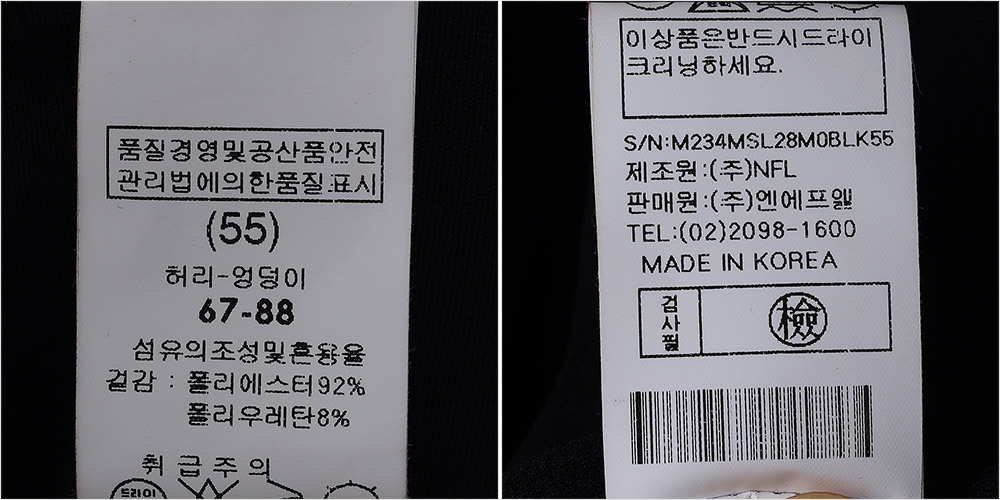 품질경영및공산품안전
관리법에의한품질표시
(55)
허리-엉덩이
67-88
섬유의조성및혼용율
겉감 : 폴리에스터92%
폴리우레탄8%
취급주의
드라이
이상품은반드시드라이
크리닝하세요.
S/N:M234MSL28M0BLK55
제조원:(주)NFL
판매원:(주)엔에프엘
TEL:(02)2098-1600
MADE IN KOREA
검사필
檢